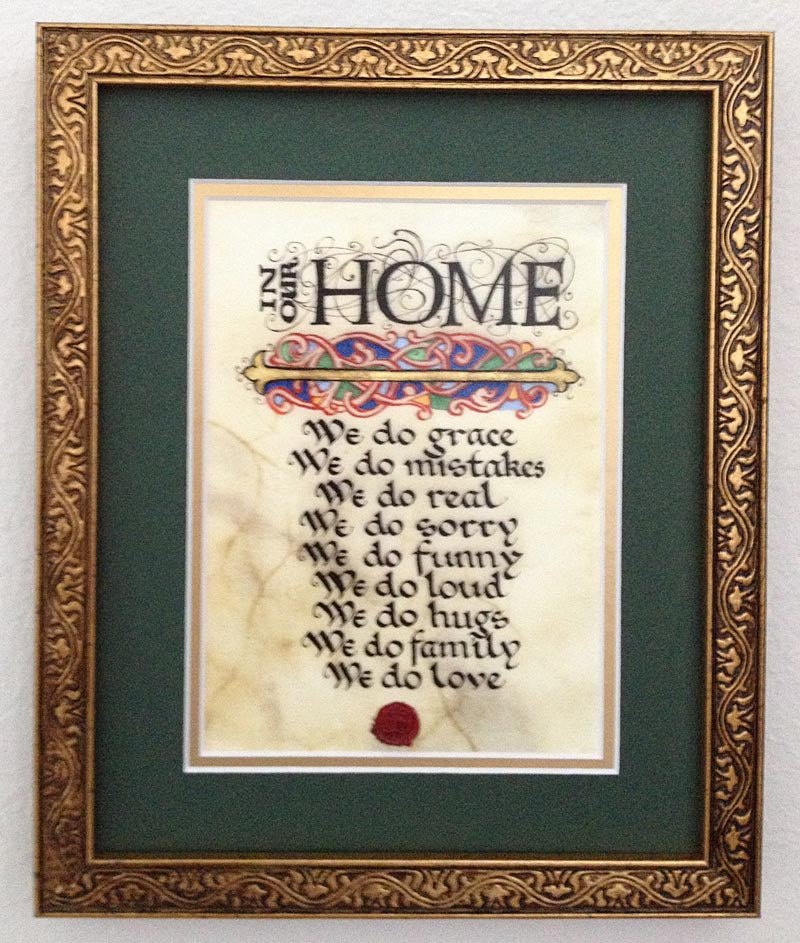 IN OUR HOME
We do grace
We do mistakes
We do real
We do sorry
We do funny
We do loud
We do hugs
We do family
We do love